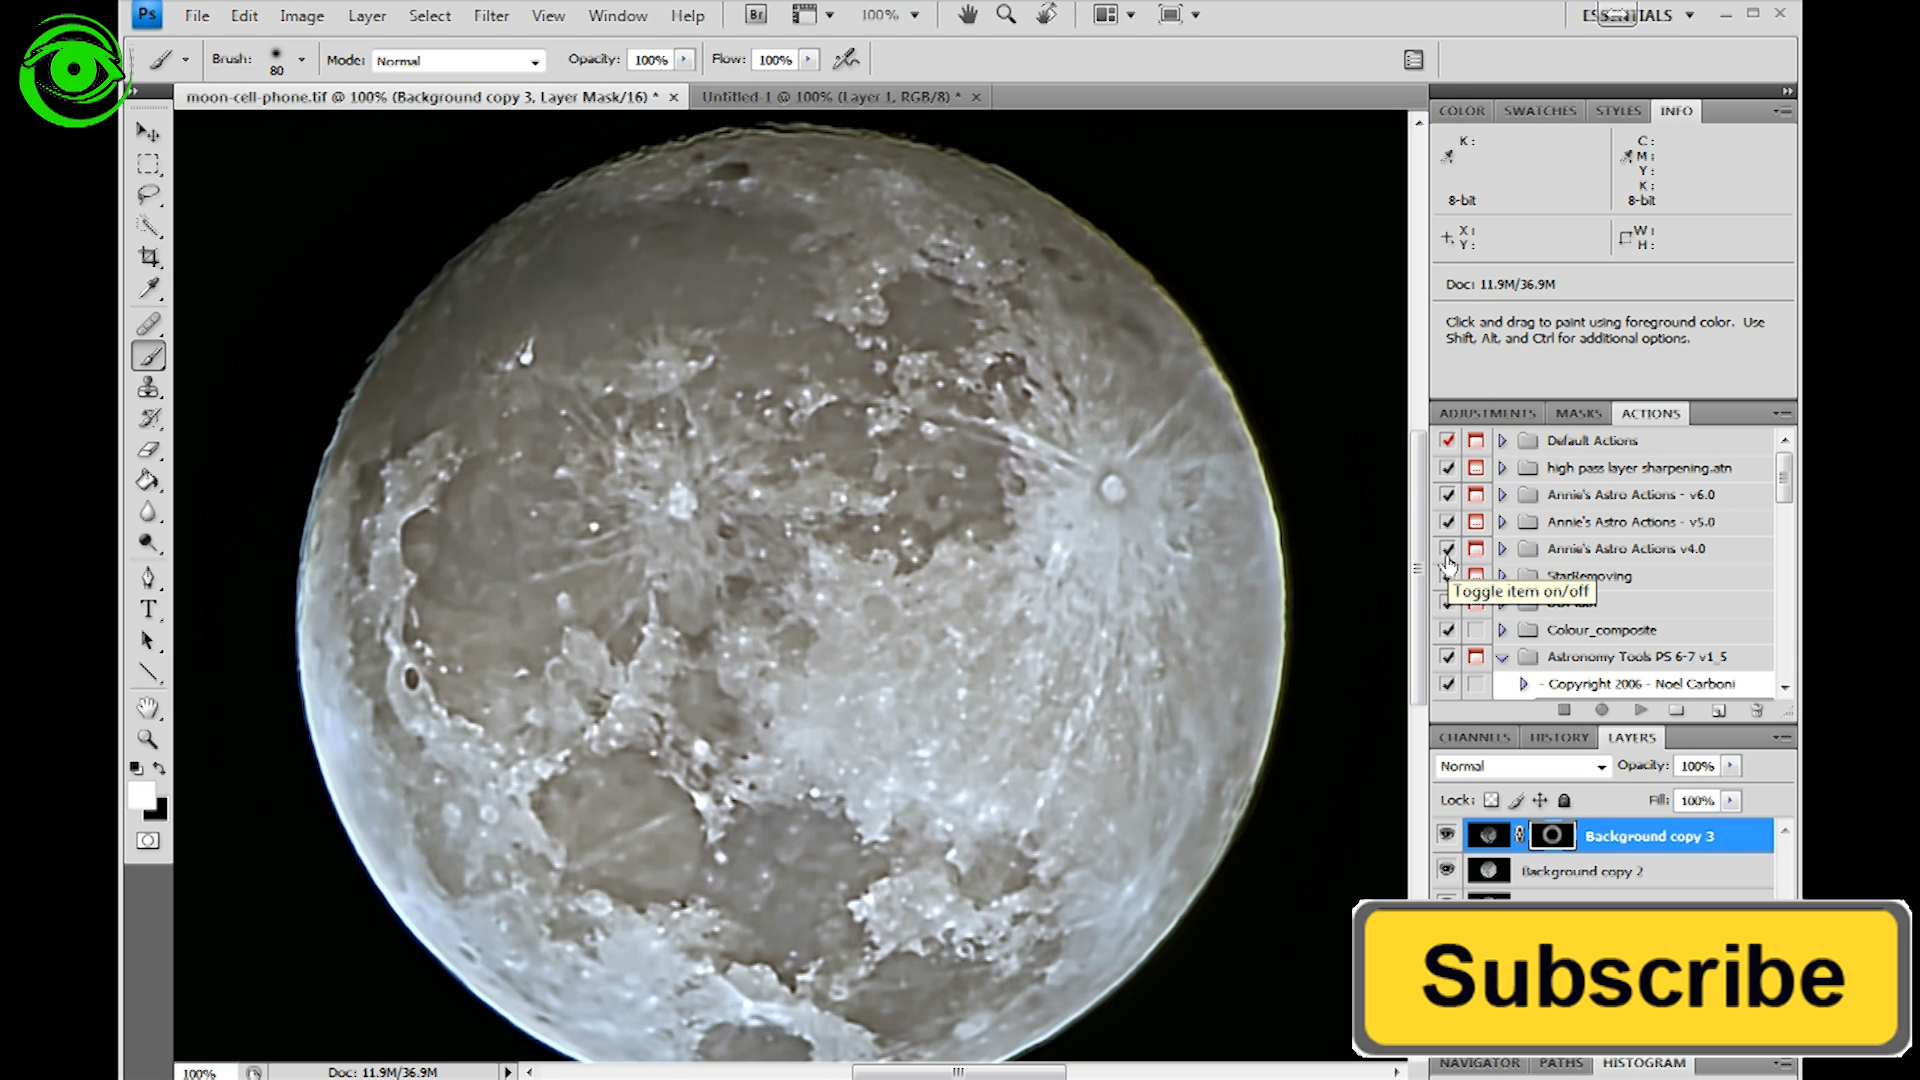 Ps File Edit Image Layer Select Filter View Window Help Br 100%
Brush: 80 Mode: Normal Opacity: 100% Flow: 100%
moon-cell-phone.tif @ 100% (Background copy 3, Layer Mask/16) * Untitled-1 @ 100% (Layer 1, RGB/8) *
COLOR SWATCHES STYLES INFO
K: C:
M:
Y:
K:
8-bit 8-bit
X: W:
Y: H:
Doc: 11.9M/36.9M
Click and drag to paint using foreground color. Use
Shift, Alt, and Ctrl for additional options.
ADJUSTMENTS MASKS ACTIONS
Default Actions
high pass layer sharpening.atn
Annie's Astro Actions - v6.0
Annie's Astro Actions - v5.0
Annie's Astro Actions v4.0
StarRemoving
Toggle item on/off
Colour_composite
Astronomy Tools PS 6-7 v1_5
- Copyright 2006 - Noel Carboni
CHANNELS HISTORY LAYERS
Normal Opacity: 100%
Lock: Fill: 100%
Background copy 3
Background copy 2
Subscribe
NAVIGATOR PATHS HISTOGRAM
100% Doc: 11.9M/36.9M